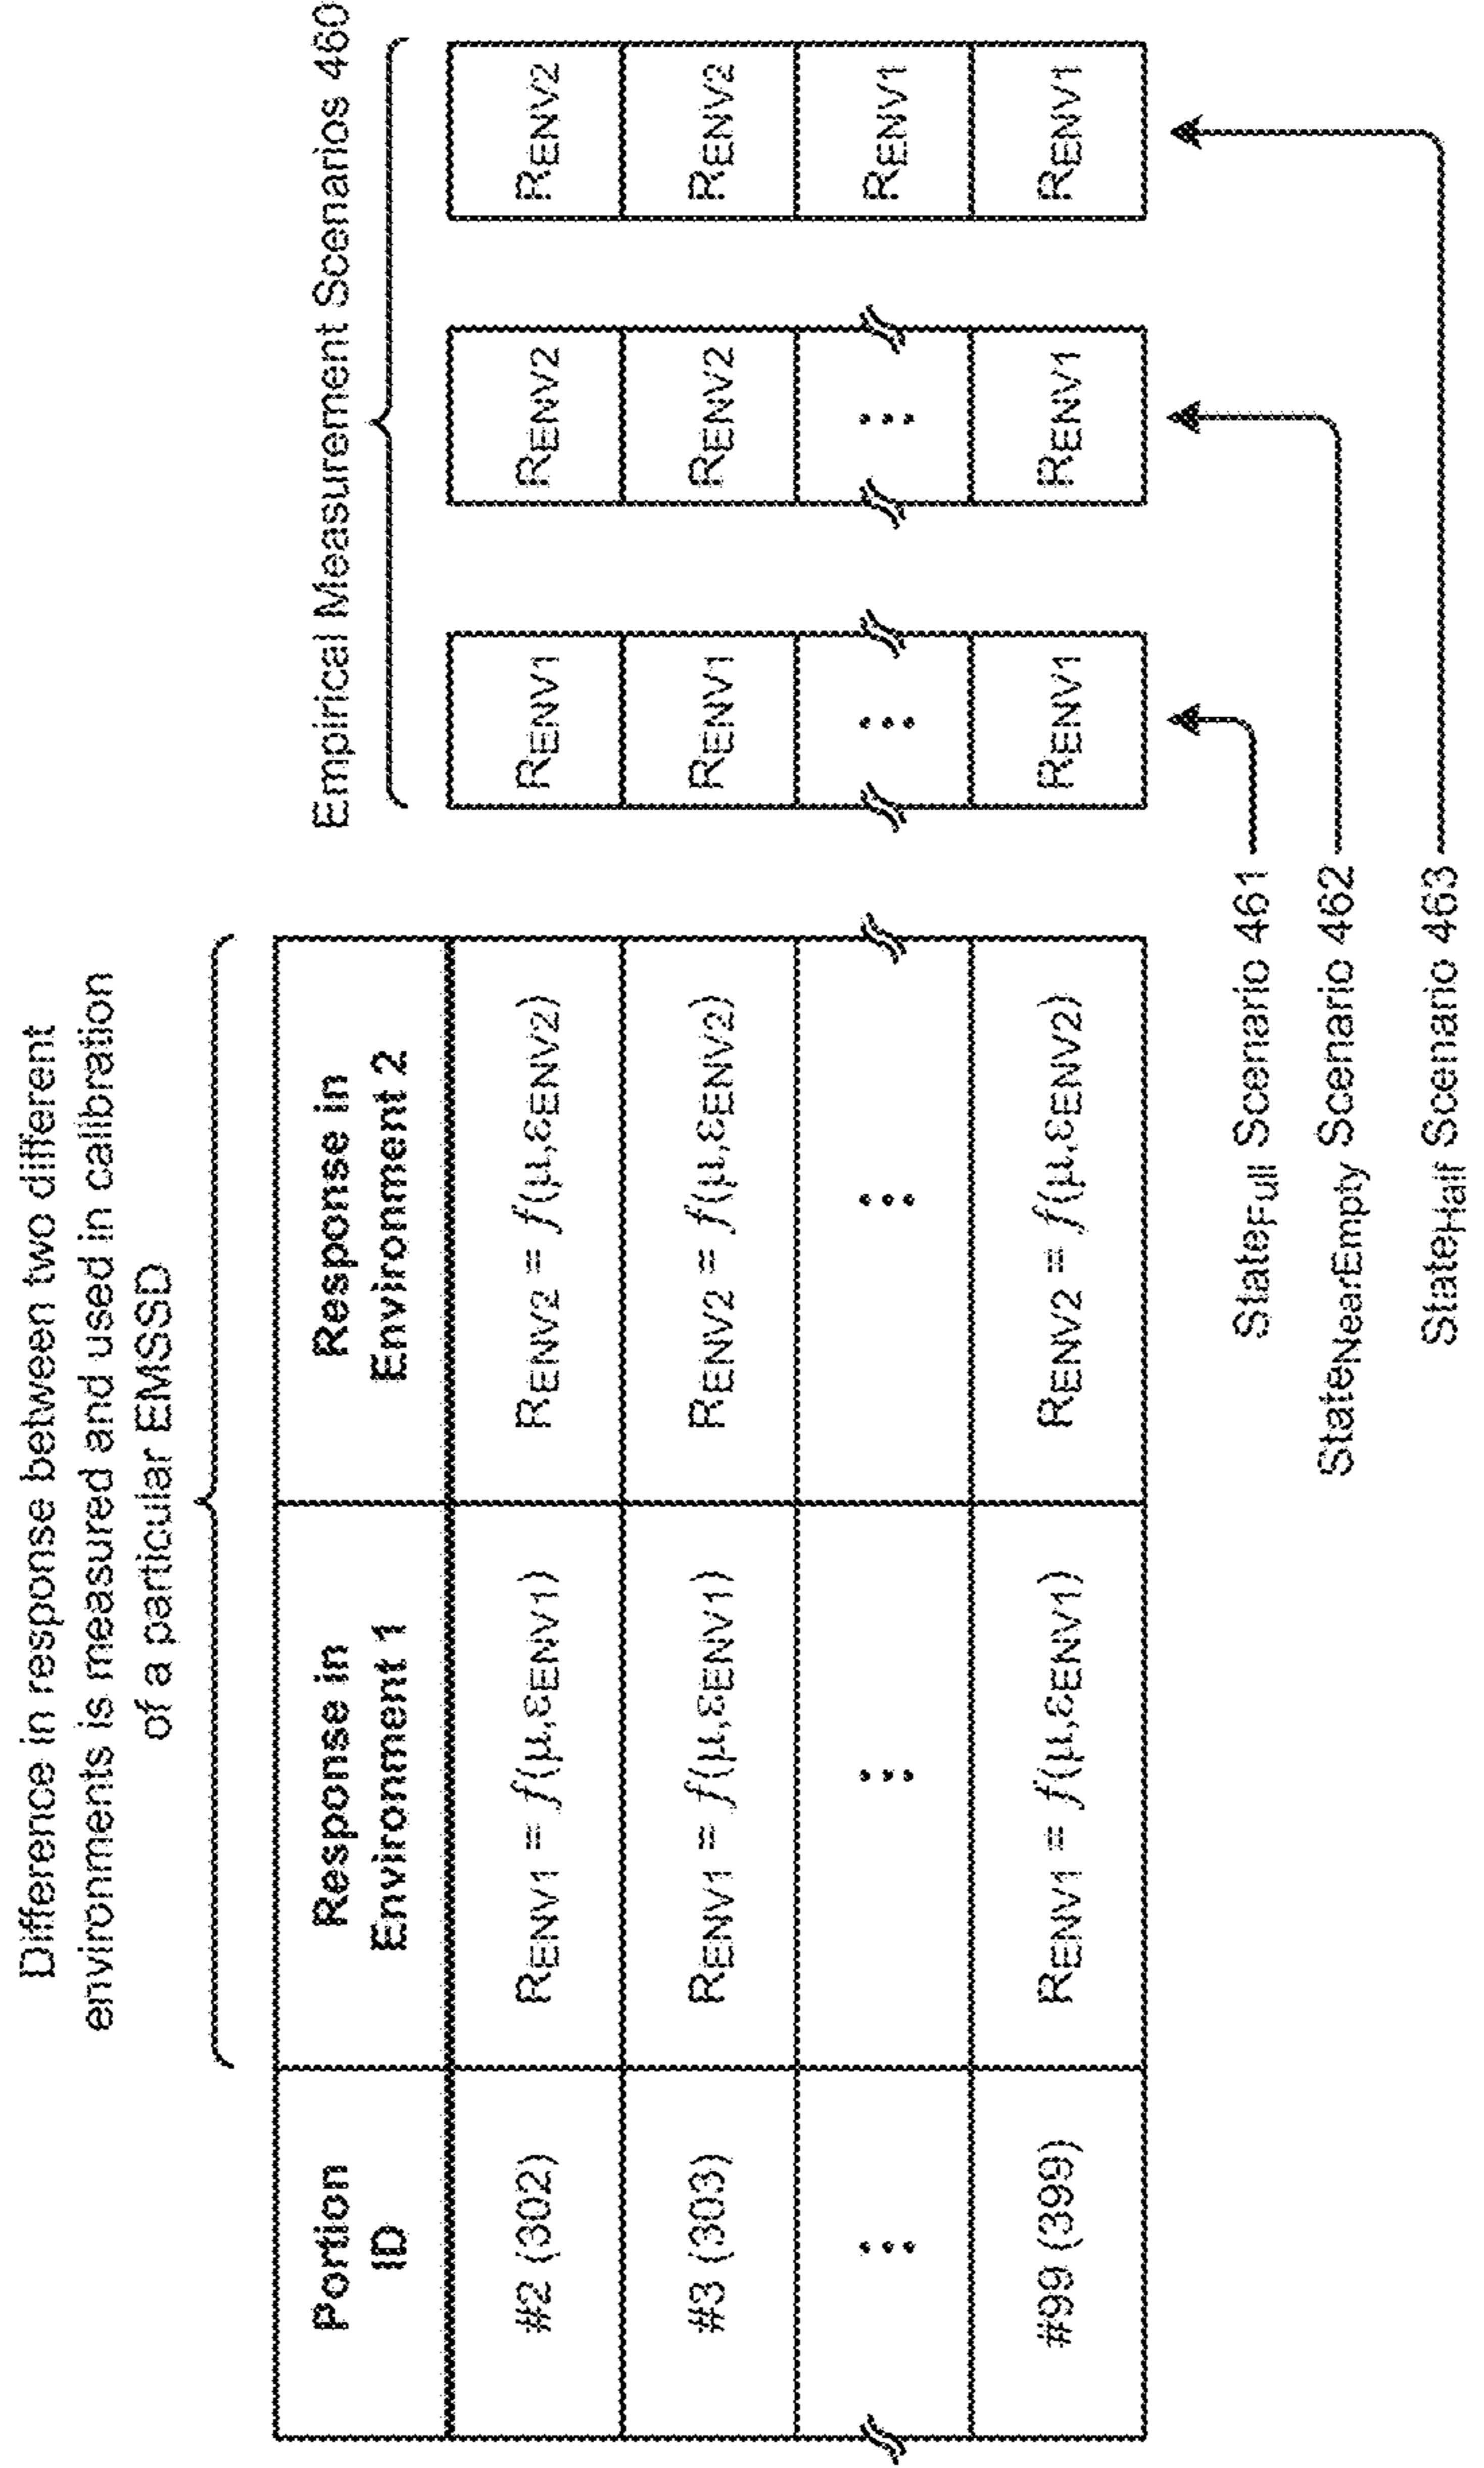 Difference in response between two different
environments is measured and used in calibration
of a particular EMSSD
Empirical Measurement Scenarios 460
Portion ID
Response in Environment 1
Response in Environment 2
#2 (302) RENV1 = f(μ,εENV1) RENV2 = f(μ,εENV2) RENV1 RENV2 RENV2
#3 (303) RENV1 = f(μ,εENV1) RENV2 = f(μ,εENV2) RENV1 RENV2 RENV2
⋮ ⋮ ⋮ ⋮ ⋮ RENV1
#99 (399) RENV1 = f(μ,εENV1) RENV2 = f(μ,εENV2) RENV1 RENV1 RENV1
StateFull Scenario 461
StateNearEmpty Scenario 462
StateHalf Scenario 463